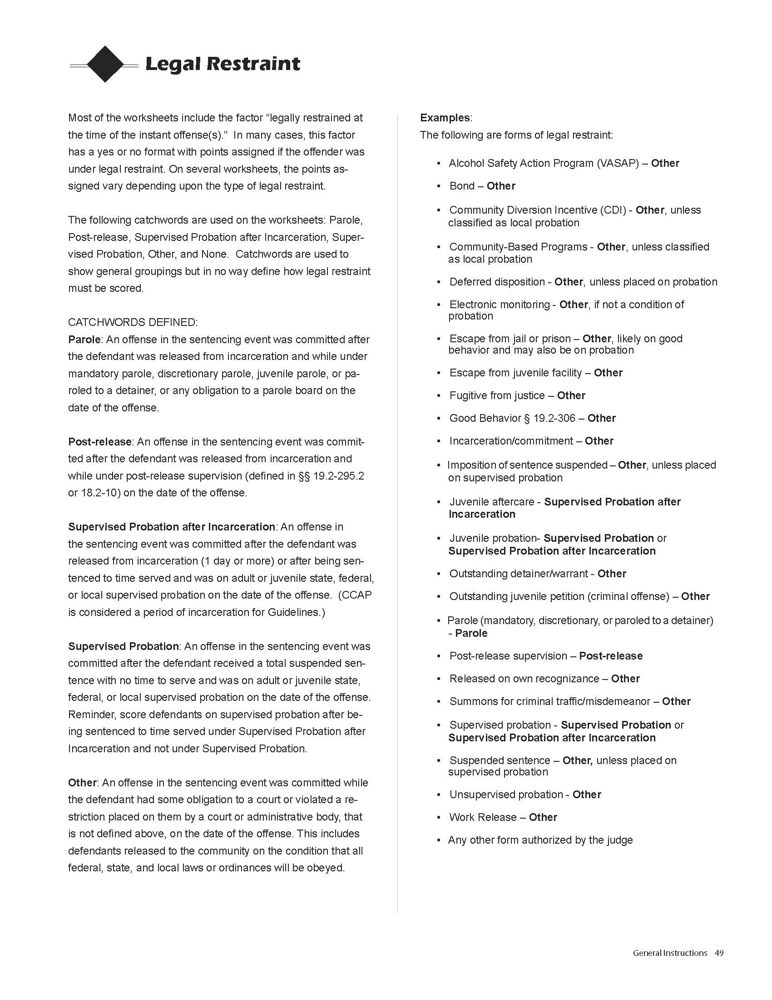 Legal Restraint
Most of the worksheets include the factor “legally restrained at
the time of the instant offense(s).”  In many cases, this factor
has a yes or no format with points assigned if the offender was
under legal restraint. On several worksheets, the points as-
signed vary depending upon the type of legal restraint.
The following catchwords are used on the worksheets: Parole,
Post-release, Supervised Probation after Incarceration, Super-
vised Probation, Other, and None.  Catchwords are used to
show general groupings but in no way define how legal restraint
must be scored.
CATCHWORDS DEFINED:
Parole: An offense in the sentencing event was committed after
the defendant was released from incarceration and while under
mandatory parole, discretionary parole, juvenile parole, or pa-
roled to a detainer, or any obligation to a parole board on the
date of the offense.
Post-release: An offense in the sentencing event was commit-
ted after the defendant was released from incarceration and
while under post-release supervision (defined in §§ 19.2-295.2
or 18.2-10) on the date of the offense.
Supervised Probation after Incarceration: An offense in
the sentencing event was committed after the defendant was
released from incarceration (1 day or more) or after being sen-
tenced to time served and was on adult or juvenile state, federal,
or local supervised probation on the date of the offense.  (CCAP
is considered a period of incarceration for Guidelines.)
Supervised Probation: An offense in the sentencing event was
committed after the defendant received a total suspended sen-
tence with no time to serve and was on adult or juvenile state,
federal, or local supervised probation on the date of the offense.
Reminder, score defendants on supervised probation after be-
ing sentenced to time served under Supervised Probation after
Incarceration and not under Supervised Probation.
Other: An offense in the sentencing event was committed while
the defendant had some obligation to a court or violated a re-
striction placed on them by a court or administrative body, that
is not defined above, on the date of the offense. This includes
defendants released to the community on the condition that all
federal, state, and local laws or ordinances will be obeyed.
Examples:
The following are forms of legal restraint:
• Alcohol Safety Action Program (VASAP) – Other
• Bond – Other
• Community Diversion Incentive (CDI) - Other, unless
classified as local probation
• Community-Based Programs - Other, unless classified
as local probation
• Deferred disposition - Other, unless placed on probation
• Electronic monitoring - Other, if not a condition of
probation
• Escape from jail or prison – Other, likely on good
behavior and may also be on probation
• Escape from juvenile facility – Other
• Fugitive from justice – Other
• Good Behavior § 19.2-306 – Other
• Incarceration/commitment – Other
• Imposition of sentence suspended – Other, unless placed
on supervised probation
• Juvenile aftercare - Supervised Probation after
Incarceration
• Juvenile probation- Supervised Probation or
Supervised Probation after Incarceration
• Outstanding detainer/warrant - Other
• Outstanding juvenile petition (criminal offense) – Other
• Parole (mandatory, discretionary, or paroled to a detainer)
- Parole
• Post-release supervision – Post-release
• Released on own recognizance – Other
• Summons for criminal traffic/misdemeanor – Other
• Supervised probation - Supervised Probation or
Supervised Probation after Incarceration
• Suspended sentence – Other, unless placed on
supervised probation
• Unsupervised probation - Other
• Work Release – Other
• Any other form authorized by the judge
General Instructions   49